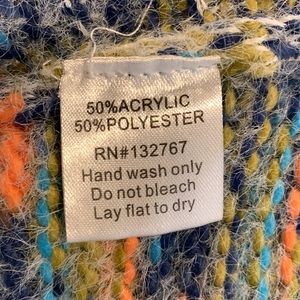 50%ACRYLIC
50%POLYESTER
RN#132767
Hand wash only
Do not bleach
Lay flat to dry